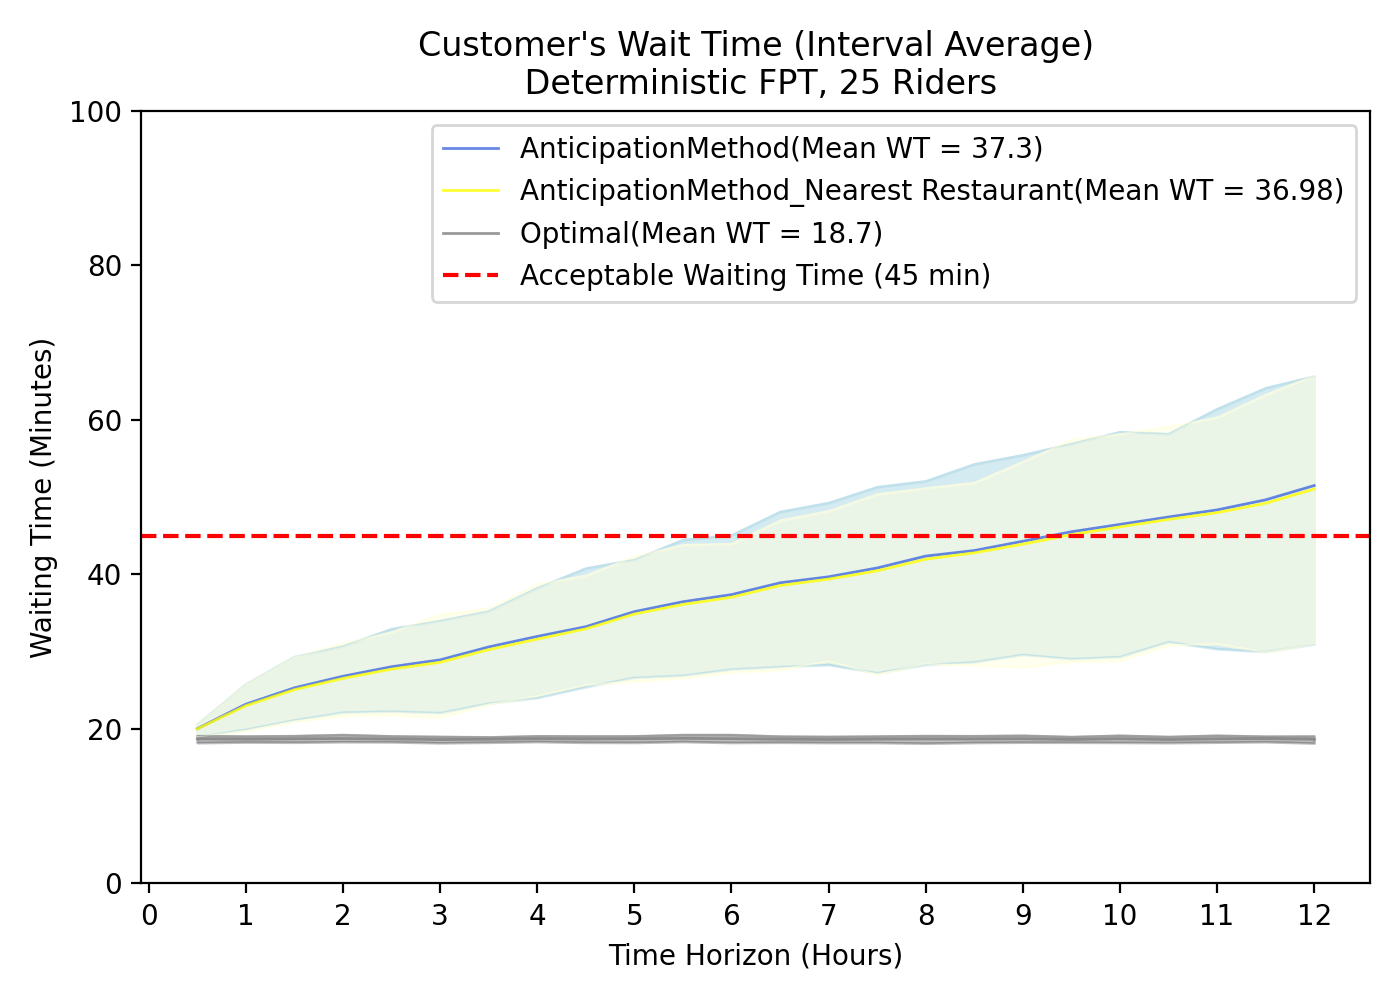 Customer's Wait Time (Interval Average)
Deterministic FPT, 25 Riders
AnticipationMethod(Mean WT = 37.3)
AnticipationMethod_Nearest Restaurant(Mean WT = 36.98)
Optimal(Mean WT = 18.7)
Acceptable Waiting Time (45 min)
Waiting Time (Minutes)
100
80
60
40
20
0
0 1 2 3 4 5 6 7 8 9 10 11 12
Time Horizon (Hours)